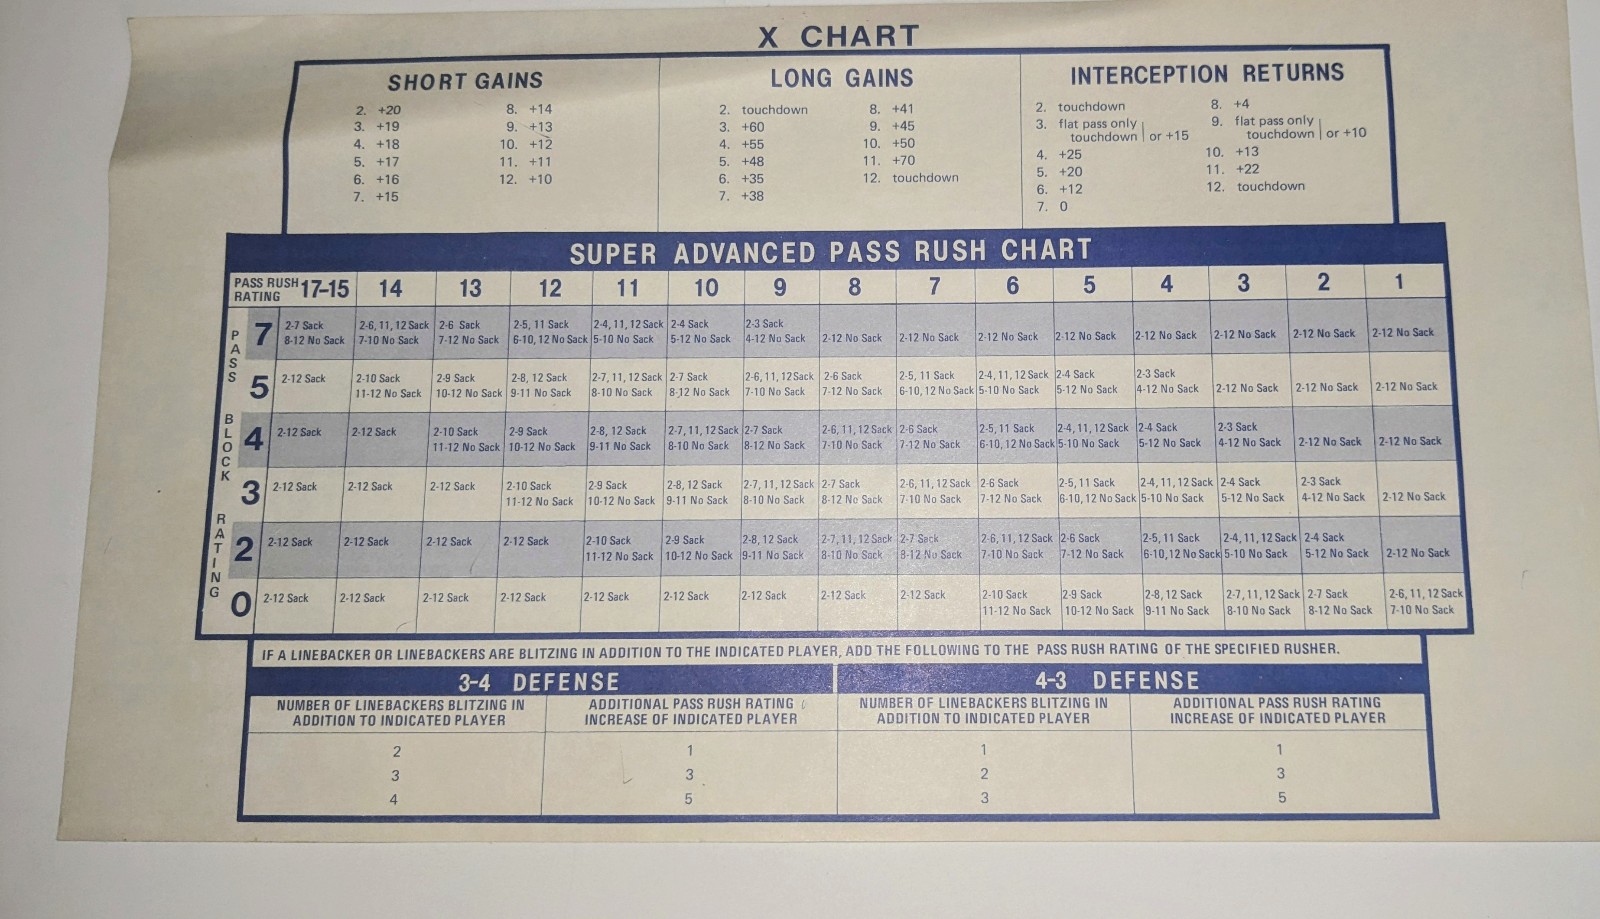 X CHART
SHORT GAINS
2. +20
3. +19
4. +18
5. +17
6. +16
7. +15
8. +14
9. +13
10. +12
11. +11
12. +10
LONG GAINS
2. touchdown
3. +60
4. +55
5. +48
6. +35
7. +38
8. +41
9. +45
10. +50
11. +70
12. touchdown
INTERCEPTION RETURNS
2. touchdown
3. flat pass only
touchdown | or +15
4. +25
5. +20
6. +12
7. 0
8. +4
9. flat pass only
touchdown | or +10
10. +13
11. +22
12. touchdown
SUPER ADVANCED PASS RUSH CHART
PASS RUSH RATING 17-15 14 13 12 11 10 9 8 7 6 5 4 3 2 1
PASS BLOCK RATING
7
2-7 Sack 2-6, 11, 12 Sack 2-6 Sack 2-5, 11 Sack 2-4, 11, 12 Sack 2-4 Sack 2-3 Sack
8-12 No Sack 7-10 No Sack 7-12 No Sack 6-10, 12 No Sack 5-10 No Sack 5-12 No Sack 4-12 No Sack 2-12 No Sack 2-12 No Sack 2-12 No Sack 2-12 No Sack 2-12 No Sack 2-12 No Sack 2-12 No Sack 2-12 No Sack
5
2-12 Sack 2-10 Sack 2-9 Sack 2-8, 12 Sack 2-7, 11, 12 Sack 2-7 Sack 2-6, 11, 12 Sack 2-6 Sack 2-5, 11 Sack 2-4, 11, 12 Sack 2-4 Sack 2-3 Sack
11-12 No Sack 10-12 No Sack 9-11 No Sack 8-10 No Sack 8-12 No Sack 7-10 No Sack 7-12 No Sack 6-10, 12 No Sack 5-10 No Sack 5-12 No Sack 4-12 No Sack 2-12 No Sack 2-12 No Sack 2-12 No Sack
4
2-12 Sack 2-12 Sack 2-10 Sack 2-9 Sack 2-8, 12 Sack 2-7, 11, 12 Sack 2-7 Sack 2-6, 11, 12 Sack 2-6 Sack 2-5, 11 Sack 2-4, 11, 12 Sack 2-4 Sack 2-3 Sack
11-12 No Sack 10-12 No Sack 9-11 No Sack 8-10 No Sack 8-12 No Sack 7-10 No Sack 7-12 No Sack 6-10, 12 No Sack 5-10 No Sack 5-12 No Sack 4-12 No Sack 2-12 No Sack 2-12 No Sack
3
2-12 Sack 2-12 Sack 2-12 Sack 2-10 Sack 2-9 Sack 2-8, 12 Sack 2-7, 11, 12 Sack 2-7 Sack 2-6, 11, 12 Sack 2-6 Sack 2-5, 11 Sack 2-4, 11, 12 Sack 2-4 Sack 2-3 Sack
11-12 No Sack 10-12 No Sack 9-11 No Sack 8-10 No Sack 8-12 No Sack 7-10 No Sack 7-12 No Sack 6-10, 12 No Sack 5-10 No Sack 5-12 No Sack 4-12 No Sack 2-12 No Sack
2
2-12 Sack 2-12 Sack 2-12 Sack 2-12 Sack 2-10 Sack 2-9 Sack 2-8, 12 Sack 2-7, 11, 12 Sack 2-7 Sack 2-6, 11, 12 Sack 2-6 Sack 2-5, 11 Sack 2-4, 11, 12 Sack 2-4 Sack
11-12 No Sack 10-12 No Sack 9-11 No Sack 8-10 No Sack 8-12 No Sack 7-10 No Sack 7-12 No Sack 6-10, 12 No Sack 5-10 No Sack 5-12 No Sack 2-12 No Sack
0
2-12 Sack 2-12 Sack 2-12 Sack 2-12 Sack 2-12 Sack 2-12 Sack 2-12 Sack 2-12 Sack 2-12 Sack 2-10 Sack 2-9 Sack 2-8, 12 Sack 2-7, 11, 12 Sack 2-7 Sack 2-6, 11, 12 Sack
11-12 No Sack 10-12 No Sack 9-11 No Sack 8-10 No Sack 8-12 No Sack 7-10 No Sack
IF A LINEBACKER OR LINEBACKERS ARE BLITZING IN ADDITION TO THE INDICATED PLAYER, ADD THE FOLLOWING TO THE PASS RUSH RATING OF THE SPECIFIED RUSHER.
3-4 DEFENSE
NUMBER OF LINEBACKERS BLITZING IN
ADDITION TO INDICATED PLAYER
ADDITIONAL PASS RUSH RATING
INCREASE OF INDICATED PLAYER
2 1
3 3
4 5
4-3 DEFENSE
NUMBER OF LINEBACKERS BLITZING IN
ADDITION TO INDICATED PLAYER
ADDITIONAL PASS RUSH RATING
INCREASE OF INDICATED PLAYER
1 1
2 3
3 5